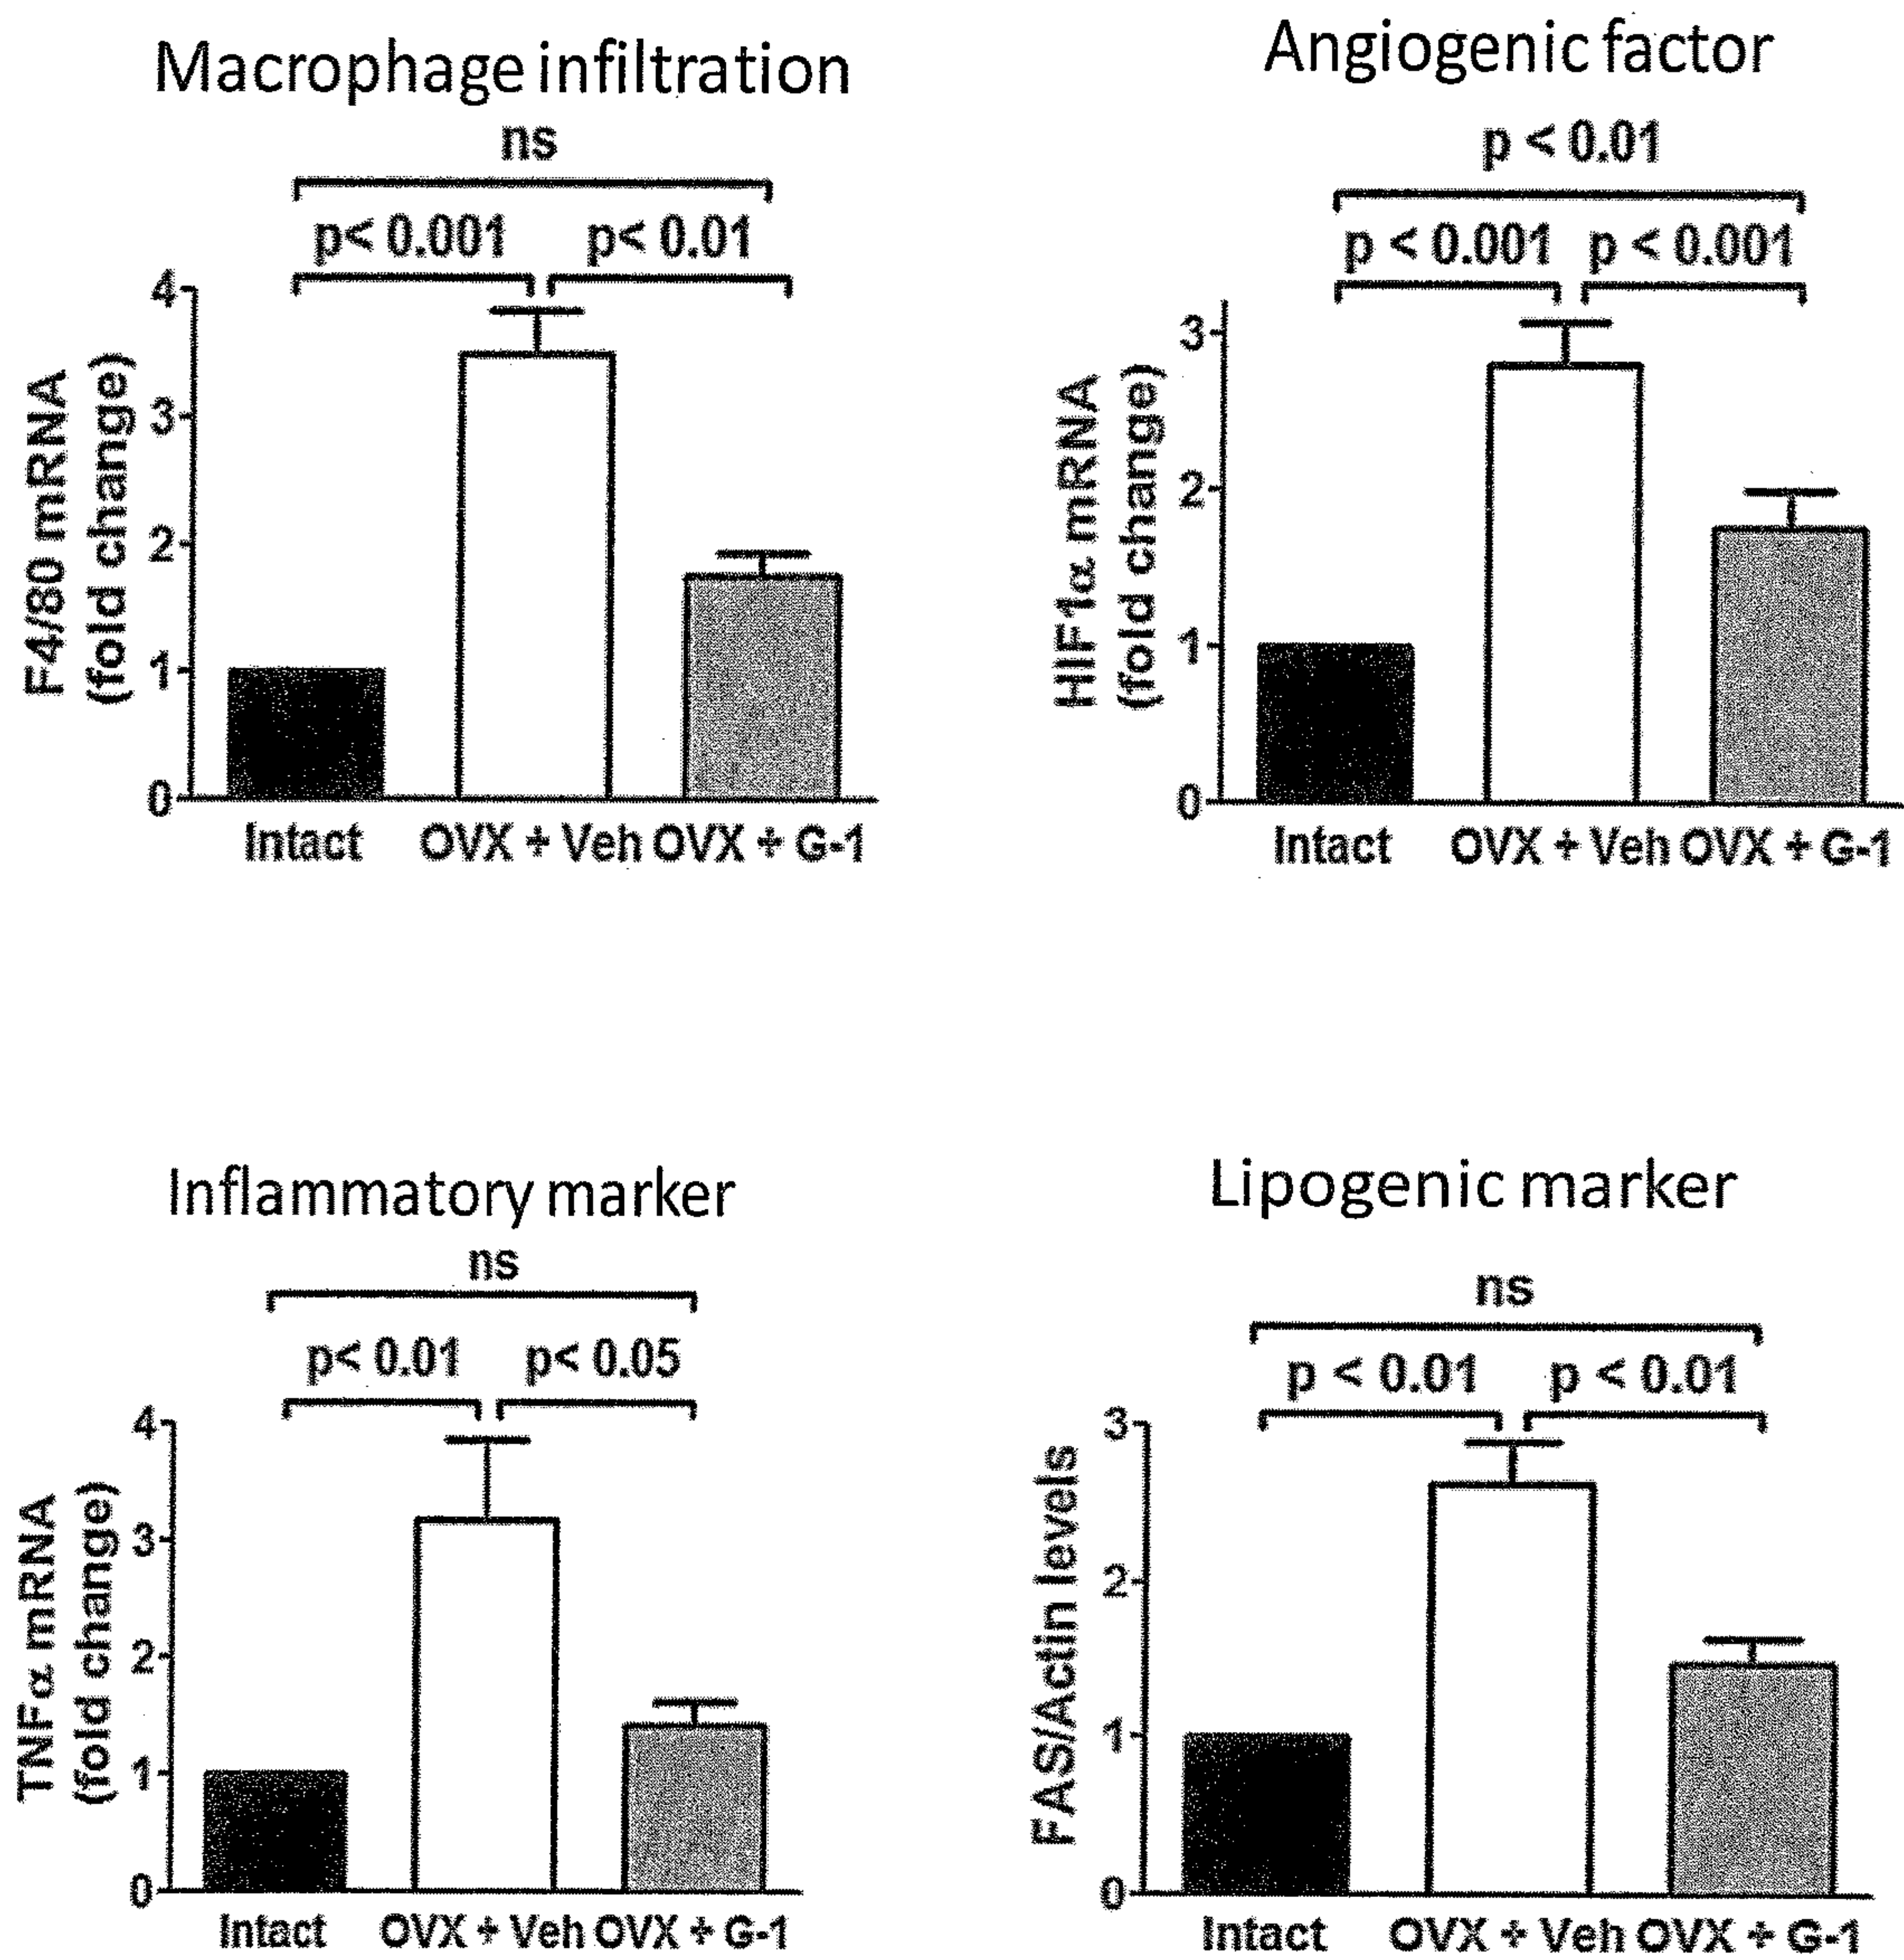 Macrophage infiltration
ns
p< 0.001 p< 0.01
F4/80 mRNA
(fold change)
4
3
2
1
0
Intact OVX + Veh OVX + G-1
Angiogenic factor
p < 0.01
p < 0.001 p < 0.001
HIF1α mRNA
(fold change)
3
2
1
0
Intact OVX + Veh OVX + G-1
Inflammatory marker
ns
p< 0.01 p< 0.05
TNFα mRNA
(fold change)
4
3
2
1
0
Intact OVX + Veh OVX + G-1
Lipogenic marker
ns
p < 0.01 p < 0.01
FAS/Actin levels
3
2
1
0
Intact OVX + Veh OVX + G-1